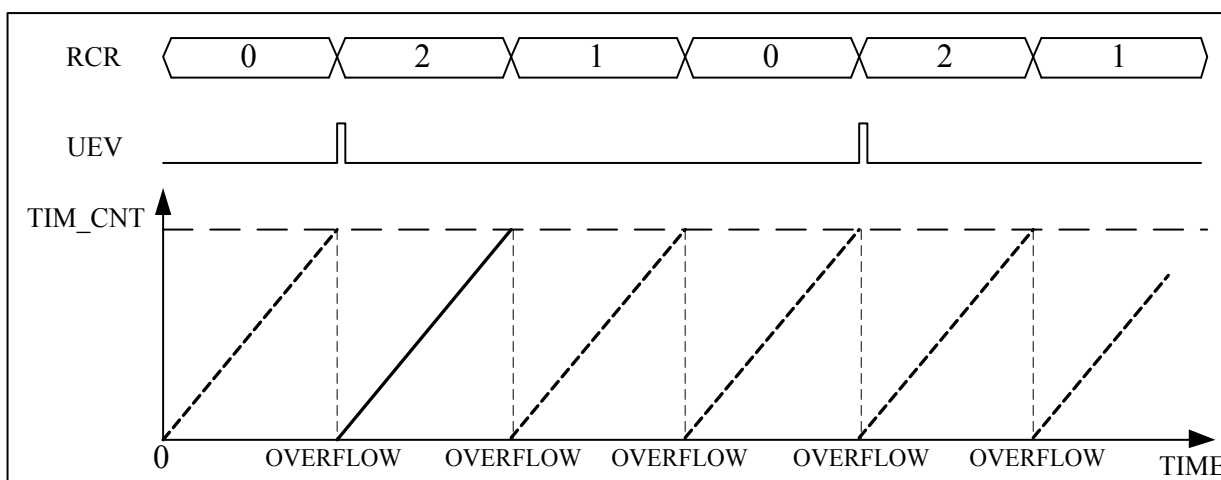 RCR 0 2 1 0 2 1
UEV
TIM_CNT
0 OVERFLOW OVERFLOW OVERFLOW OVERFLOW OVERFLOW TIME